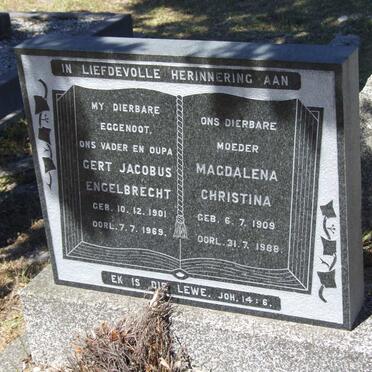 IN LIEFDEVOLLE HERINNERING AAN
MY DIERBARE
EGGENOOT,
ONS VADER EN OUPA
GERT JACOBUS
ENGELBRECHT
GEB. 10.12.1901
OORL. 7.7.1969.
ONS DIERBARE
MOEDER
MAGDALENA
CHRISTINA
GEB. 6.7.1909
OORL. 31.7.1988
EK IS DIE LEWE. JOH. 14:6.